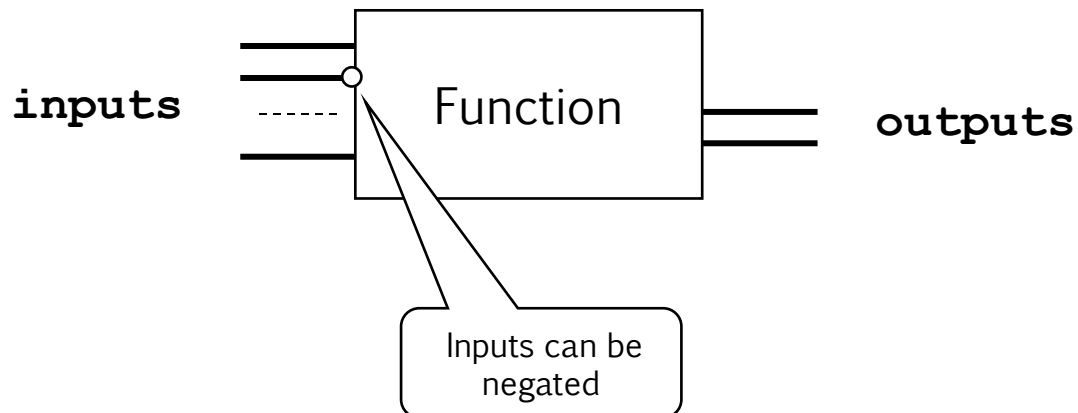 inputs
Function
outputs
Inputs can be
negated